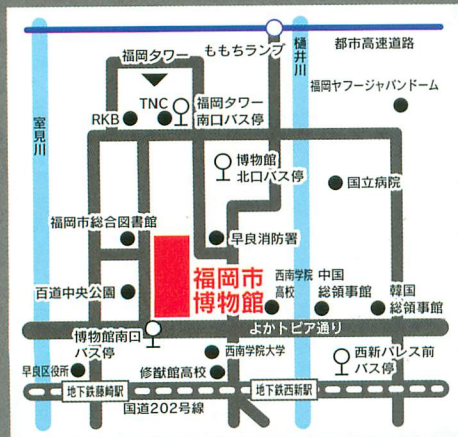 福岡タワー
ももちランプ
樋井川
都市高速道路
室見川
RKB
TNC
福岡タワー
南口バス停
福岡ヤフージャパンドーム
博物館
北口バス停
国立病院
福岡市総合図書館
早良消防署
百道中央公園
福岡市
博物館
西南学院
高校
中国
総領事館
韓国
総領事館
よかトピア通り
博物館南口
バス停
西南学院大学
修猷館高校
西新パレス前
バス停
早良区役所
地下鉄藤崎駅
地下鉄西新駅
国道202号線